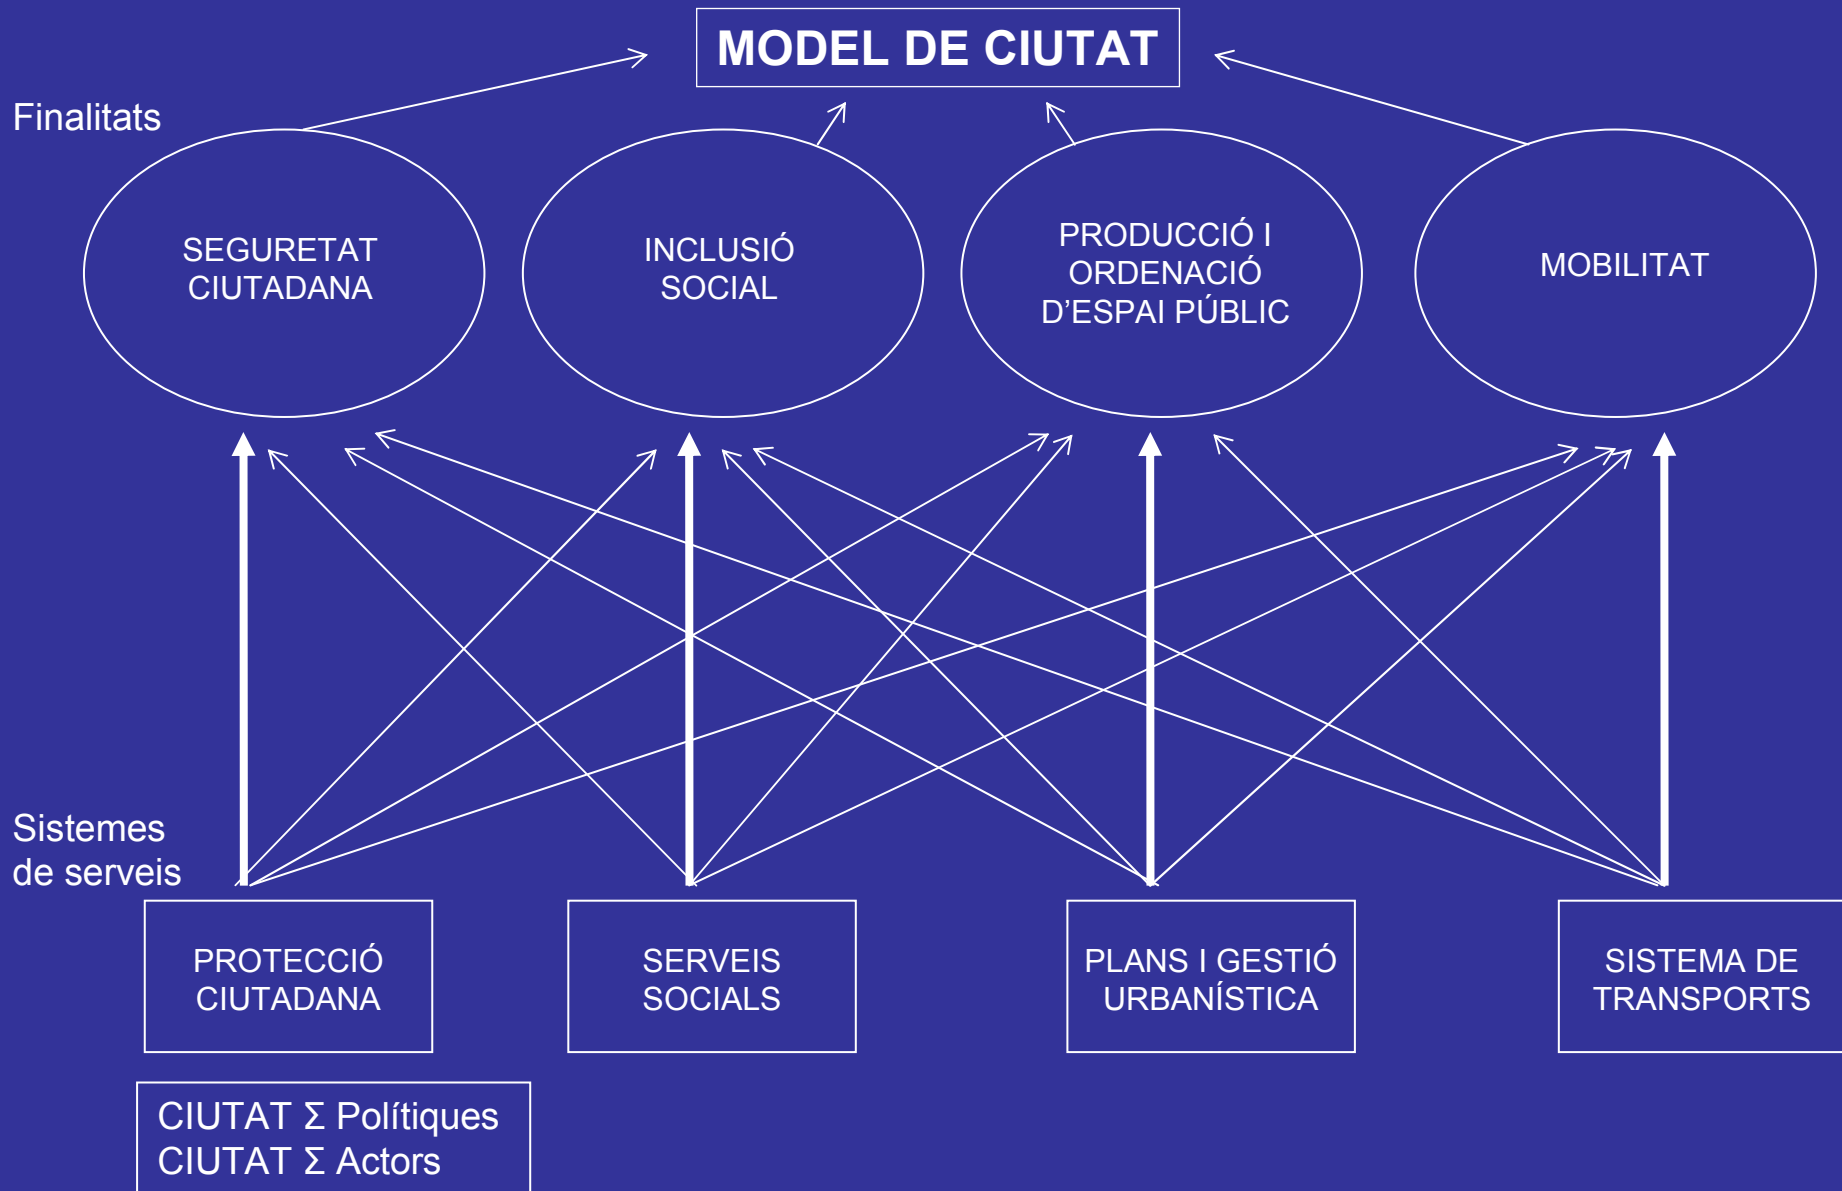 MODEL DE CIUTAT
Finalitats
SEGURETAT
CIUTADANA
INCLUSIÓ
SOCIAL
PRODUCCIÓ I
ORDENACIÓ
D’ESPAI PÚBLIC
MOBILITAT
Sistemes
de serveis
PROTECCIÓ
CIUTADANA
SERVEIS
SOCIALS
PLANS I GESTIÓ
URBANÍSTICA
SISTEMA DE
TRANSPORTS
CIUTAT Σ Polítiques
CIUTAT Σ Actors